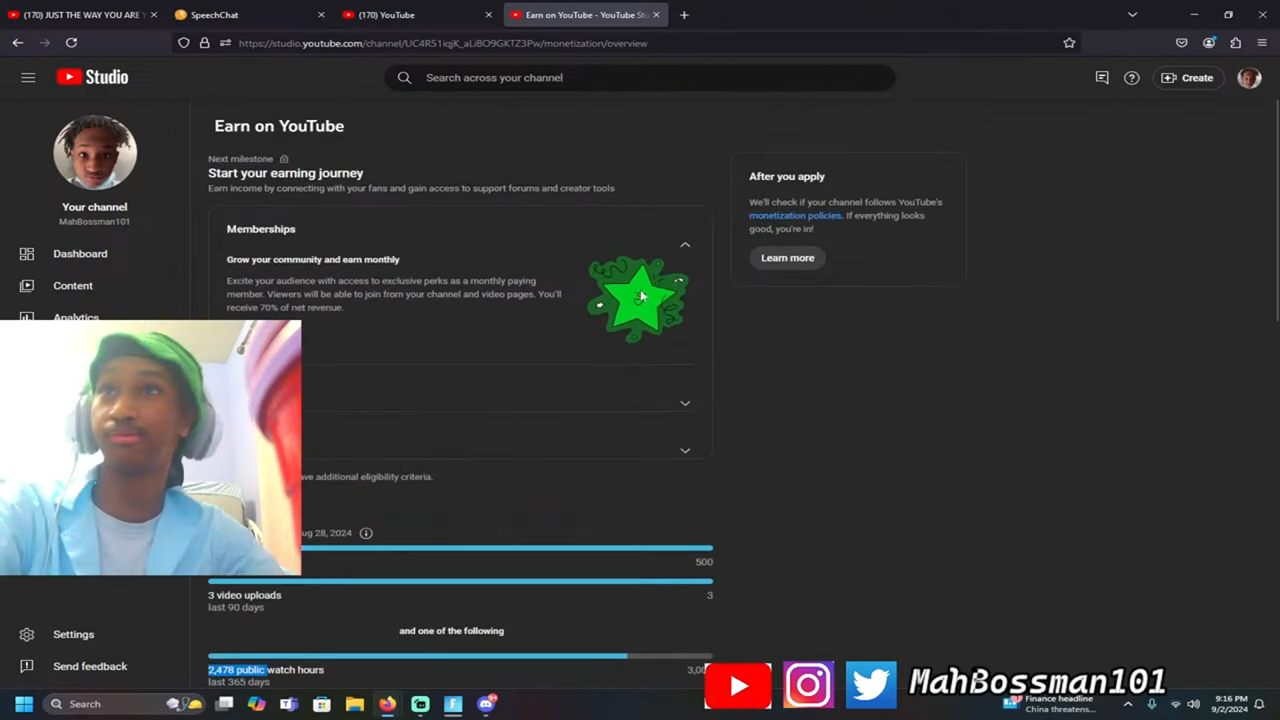 (170) JUST THE WAY YOU ARE
SpeechChat
(170) YouTube
Earn on YouTube - YouTube Stu
https://studio.youtube.com/channel/
/monetization/overview
Studio
Search across your channel
Create
Earn on YouTube
Next milestone
Start your earning journey
Earn income by connecting with your fans and gain access to support forums and creator tools
Your channel
MahBossman101
Dashboard
Content
Analytics
Settings
Send feedback
Memberships
Grow your community and earn monthly
Excite your audience with access to exclusive perks as a monthly paying
member. Viewers will be able to join from your channel and video pages. You'll
receive 70% of net revenue.
have additional eligibility criteria.
Aug 28, 2024
500
3 video uploads
3
last 90 days
and one of the following
2,478 public watch hours
last 365 days
After you apply
We'll check if your channel follows YouTube's
monetization policies. If everything looks
good, you're in!
Learn more
MahBossman101
Search
Finance headline
China threatens...
9:16 PM
9/2/2024